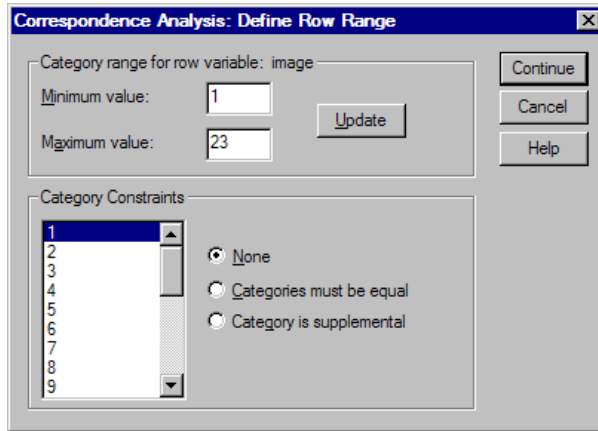 Correspondence Analysis: Define Row Range
Category range for row variable: image
Minimum value: 1
Maximum value: 23
Update
Continue
Cancel
Help
Category Constraints
1
2
3
4
5
6
7
8
9
None
Categories must be equal
Category is supplemental